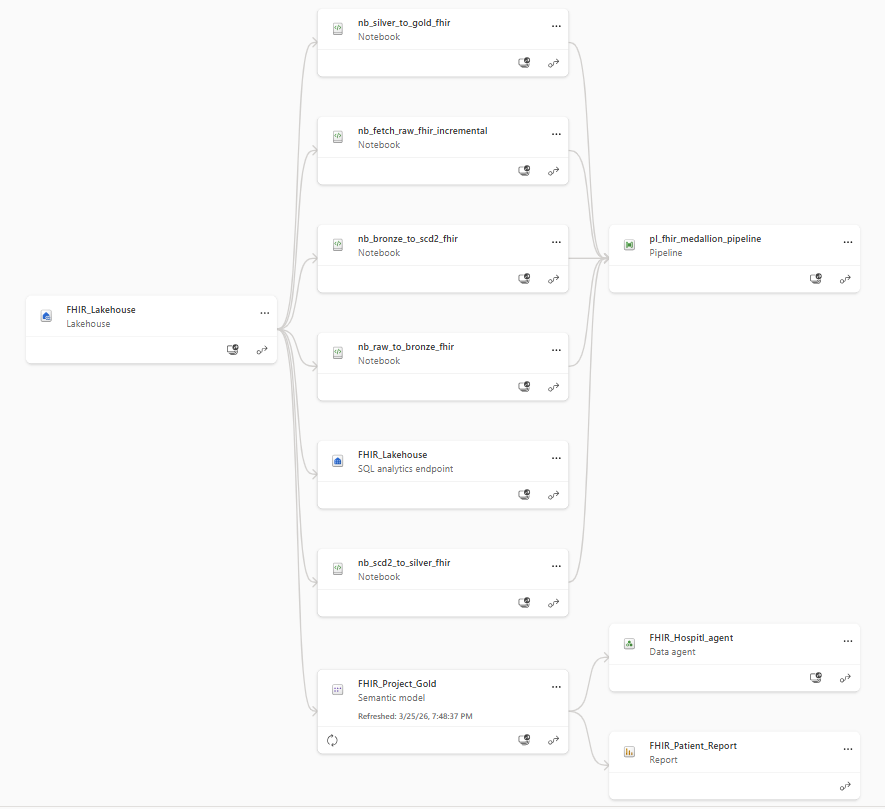 nb_silver_to_gold_fhir
Notebook
nb_fetch_raw_fhir_incremental
Notebook
nb_bronze_to_scd2_fhir
Notebook
pl_fhir_medallion_pipeline
Pipeline
FHIR_Lakehouse
Lakehouse
nb_raw_to_bronze_fhir
Notebook
FHIR_Lakehouse
SQL analytics endpoint
nb_scd2_to_silver_fhir
Notebook
FHIR_Hospitl_agent
Data agent
FHIR_Project_Gold
Semantic model
Refreshed: 3/25/26, 7:48:37 PM
FHIR_Patient_Report
Report